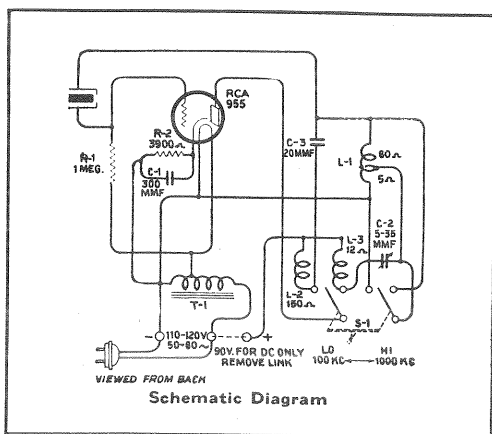 RCA
955
R-2
3900Ω
R-1
1 MEG.
C-1
300
MMF
C-3
20MMF
L-1
60Ω
5Ω
C-2
5-35
MMF
L-3
12Ω
L-2
150Ω
T-1
S-1
- 110-120V
50-60~
+
90V. FOR DC ONLY
REMOVE LINK
LO
100 KC
HI
1000 KC
VIEWED FROM BACK
Schematic Diagram